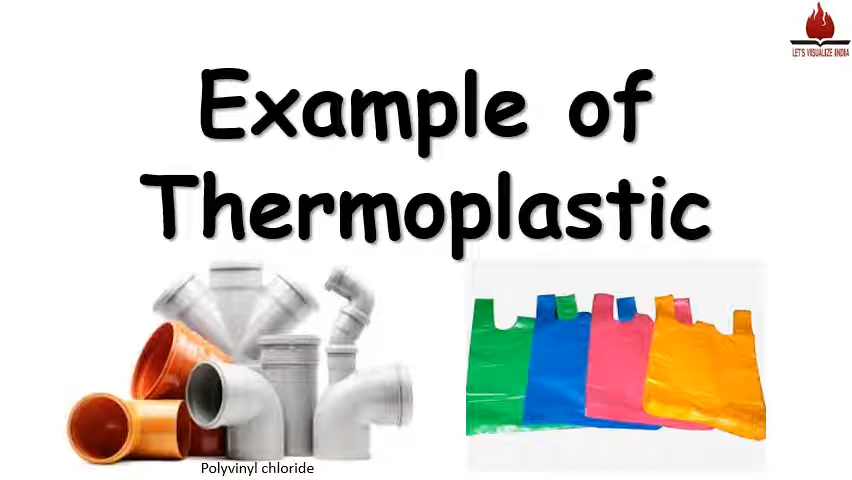 LET'S VISUALIZE INDIA
Example of
Thermoplastic
Polyvinyl chloride